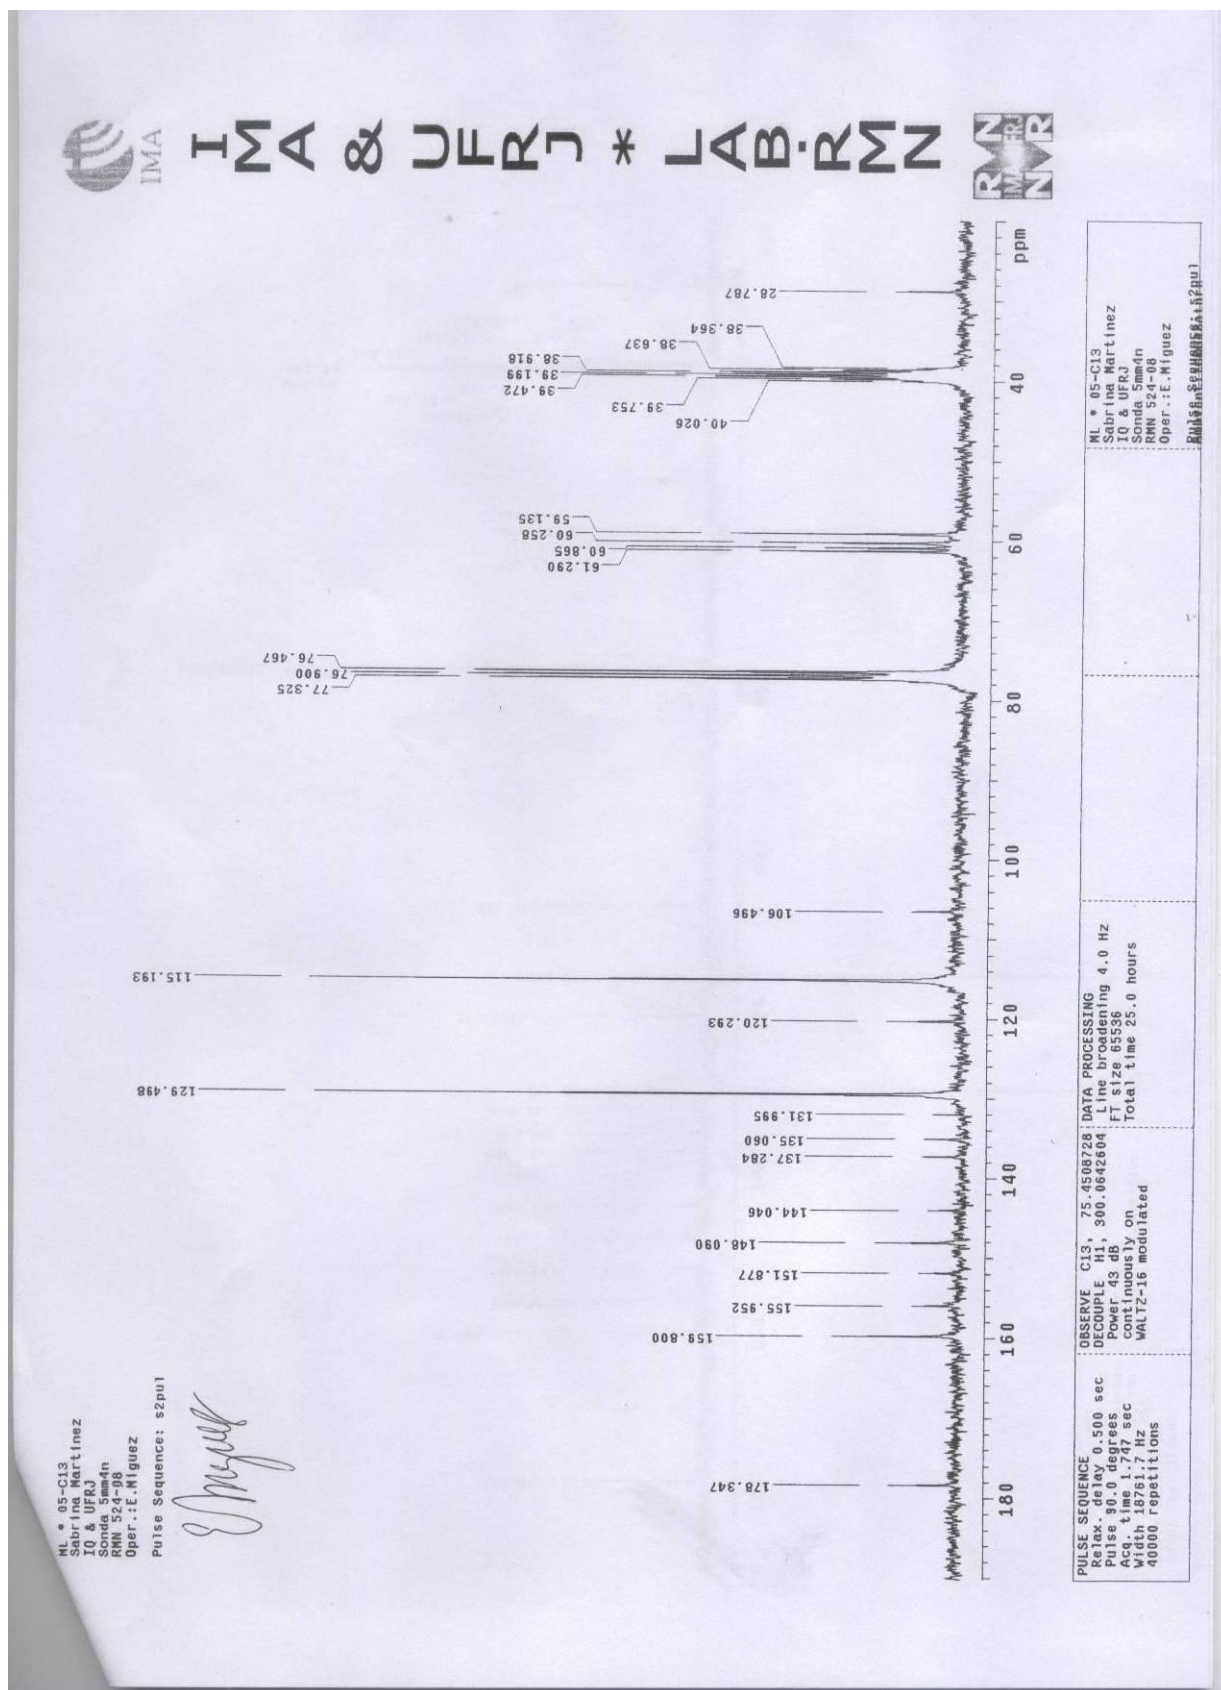 IMA
IMA & UFRJ * LAB.RMN
RMN
NMR
ML * 05-C13
Sabrina Martinez
IQ & UFRJ
Sonda 5mm4n
RMN 524-08
Oper.:E.Miguez
Pulse Sequence: s2pul
178.347
159.800
155.952
151.877
148.090
144.046
137.284
135.060
131.995
129.498
120.293
115.193
106.496
77.325
76.900
76.467
61.290
60.865
60.258
59.135
40.026
39.753
39.472
39.199
38.918
38.637
38.364
28.787
180
160
140
120
100
80
60
40
ppm
PULSE SEQUENCE
Relax. delay 0.500 sec
Pulse 90.0 degrees
Acq. time 1.747 sec
Width 18761.7 Hz
40000 repetitions
OBSERVE C13, 75.4508728
DECOUPLE H1, 300.0642604
Power 43 dB
continuously on
WALTZ-16 modulated
DATA PROCESSING
Line broadening 4.0 Hz
FT size 65536
Total time 25.0 hours
ML * 05-C13
Sabrina Martinez
IQ & UFRJ
Sonda 5mm4n
RMN 524-08
Oper.:E.Miguez
Pulse Sequence: s2pul